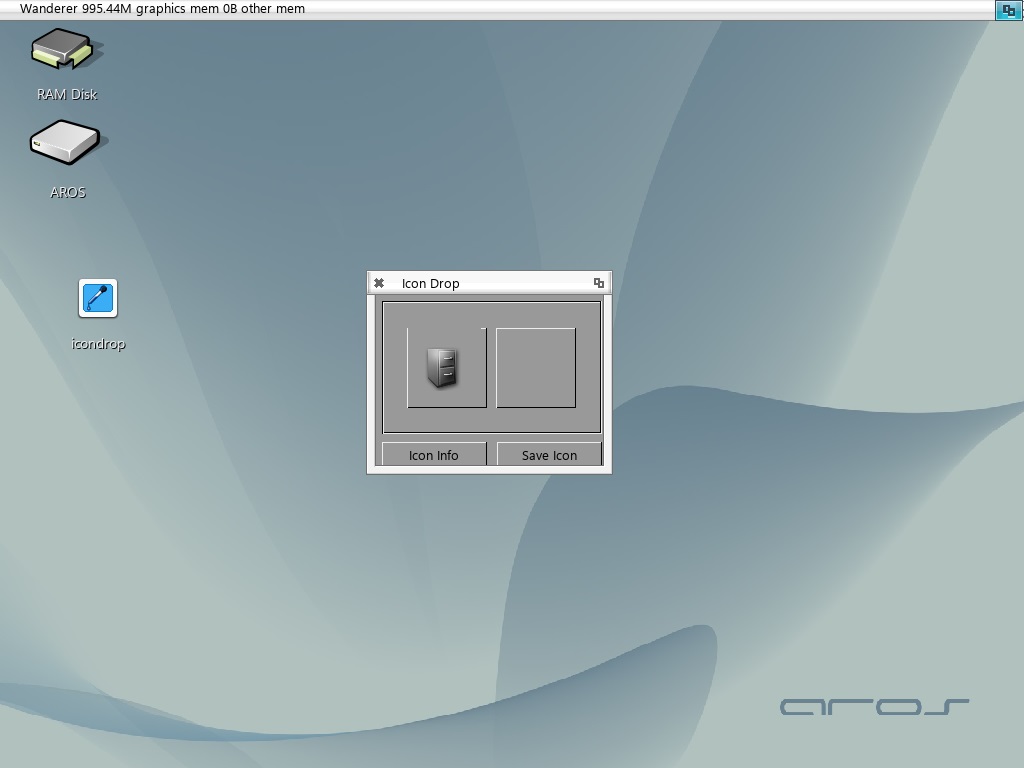 Wanderer 995.44M graphics mem 0B other mem
RAM Disk
AROS
icondrop
Icon Drop
Icon Info
Save Icon
aros